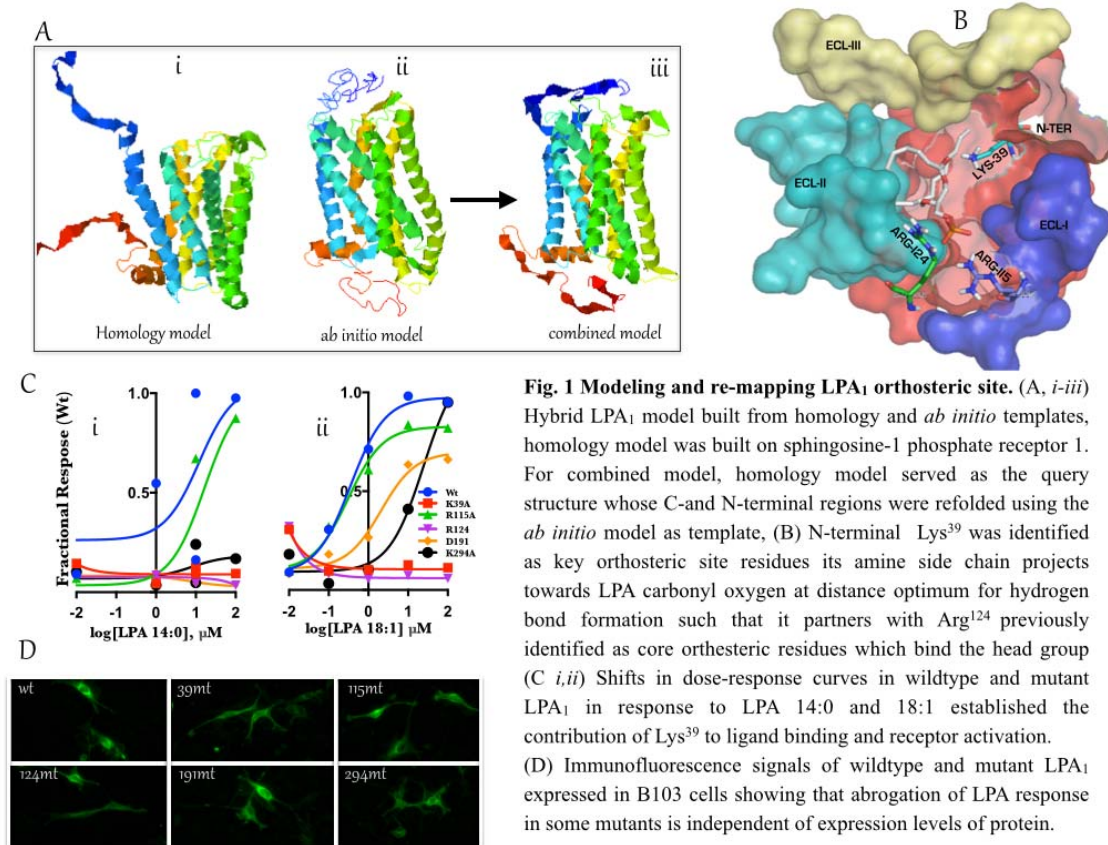 A
i
ii
iii
Homology model
ab initio model
combined model
B
ECL-III
N-TER
LYS-39
ECL-II
ECL-I
ARG-124
ARG-115
C
Fractional Response (Wt)
i
1.0
0.5
-2 -1 0 1 2
log[LPA 14:0], µM
ii
1.0
0.5
Wt
K39A
R115A
R124
D191
K294A
-2 -1 0 1 2
log[LPA 18:1] µM
D
wt
39mt
115mt
124mt
191mt
294mt
Fig. 1 Modeling and re-mapping LPA₁ orthosteric site. (A, i-iii)
Hybrid LPA₁ model built from homology and ab initio templates,
homology model was built on sphingosine-1 phosphate receptor 1.
For combined model, homology model served as the query
structure whose C-and N-terminal regions were refolded using the
ab initio model as template, (B) N-terminal Lys³⁹ was identified
as key orthosteric site residues its amine side chain projects
towards LPA carbonyl oxygen at distance optimum for hydrogen
bond formation such that it partners with Arg¹²⁴ previously
identified as core orthesteric residues which bind the head group
(C i,ii) Shifts in dose-response curves in wildtype and mutant
LPA₁ in response to LPA 14:0 and 18:1 established the
contribution of Lys³⁹ to ligand binding and receptor activation.
(D) Immunofluorescence signals of wildtype and mutant LPA₁
expressed in B103 cells showing that abrogation of LPA response
in some mutants is independent of expression levels of protein.